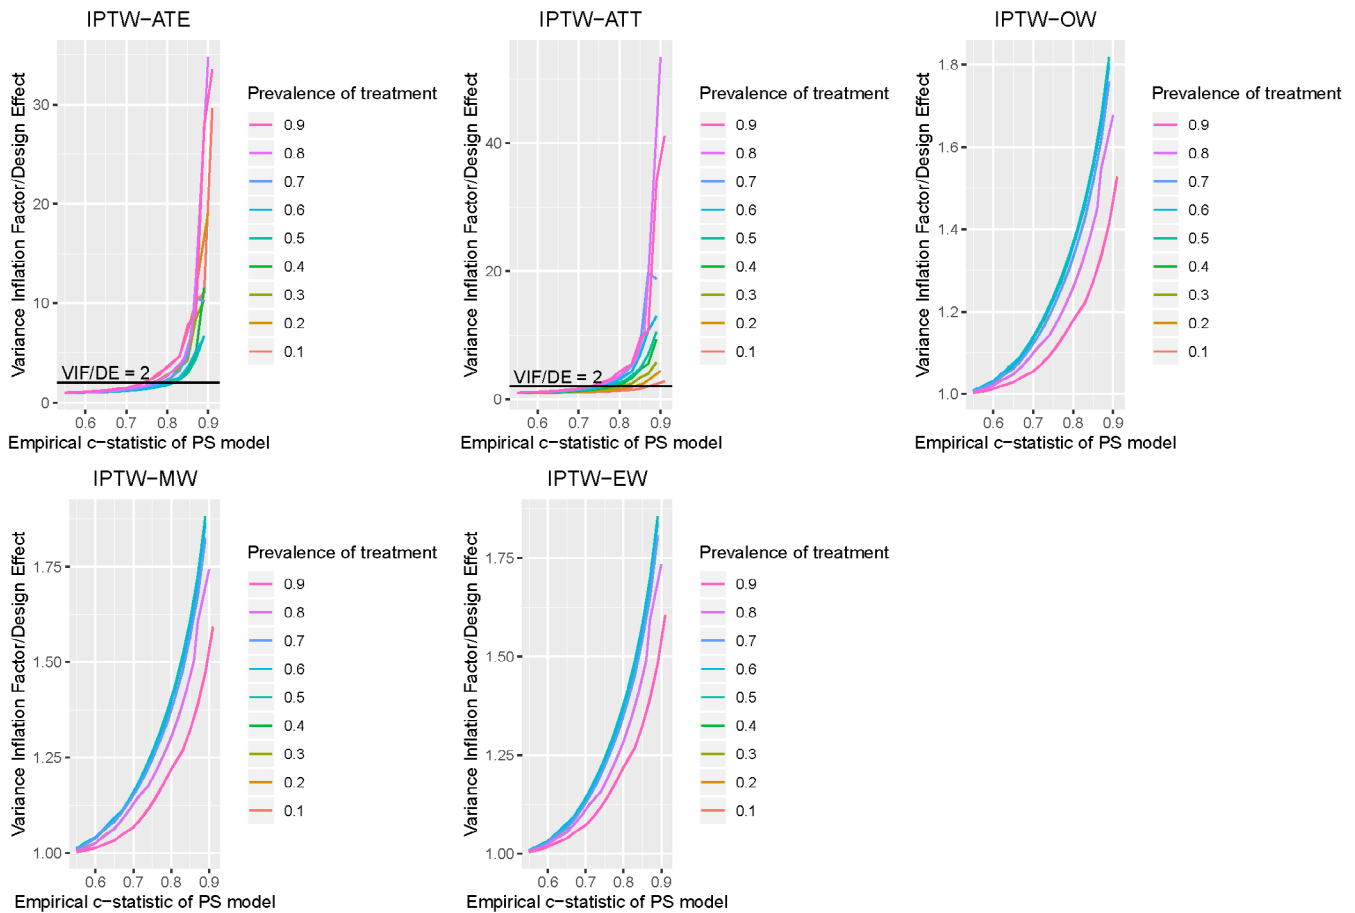 IPTW−ATE
Variance Inflation Factor/Design Effect
30
20
10
0
VIF/DE = 2
0.6 0.7 0.8 0.9
Empirical c−statistic of PS model
Prevalence of treatment
0.9
0.8
0.7
0.6
0.5
0.4
0.3
0.2
0.1
IPTW−ATT
Variance Inflation Factor/Design Effect
40
20
0
VIF/DE = 2
0.6 0.7 0.8 0.9
Empirical c−statistic of PS model
Prevalence of treatment
0.9
0.8
0.7
0.6
0.5
0.4
0.3
0.2
0.1
IPTW−OW
Variance Inflation Factor/Design Effect
1.8
1.6
1.4
1.2
1.0
0.6 0.7 0.8 0.9
Empirical c−statistic of PS model
Prevalence of treatment
0.9
0.8
0.7
0.6
0.5
0.4
0.3
0.2
0.1
IPTW−MW
Variance Inflation Factor/Design Effect
1.75
1.50
1.25
1.00
0.6 0.7 0.8 0.9
Empirical c−statistic of PS model
Prevalence of treatment
0.9
0.8
0.7
0.6
0.5
0.4
0.3
0.2
0.1
IPTW−EW
Variance Inflation Factor/Design Effect
1.75
1.50
1.25
1.00
0.6 0.7 0.8 0.9
Empirical c−statistic of PS model
Prevalence of treatment
0.9
0.8
0.7
0.6
0.5
0.4
0.3
0.2
0.1